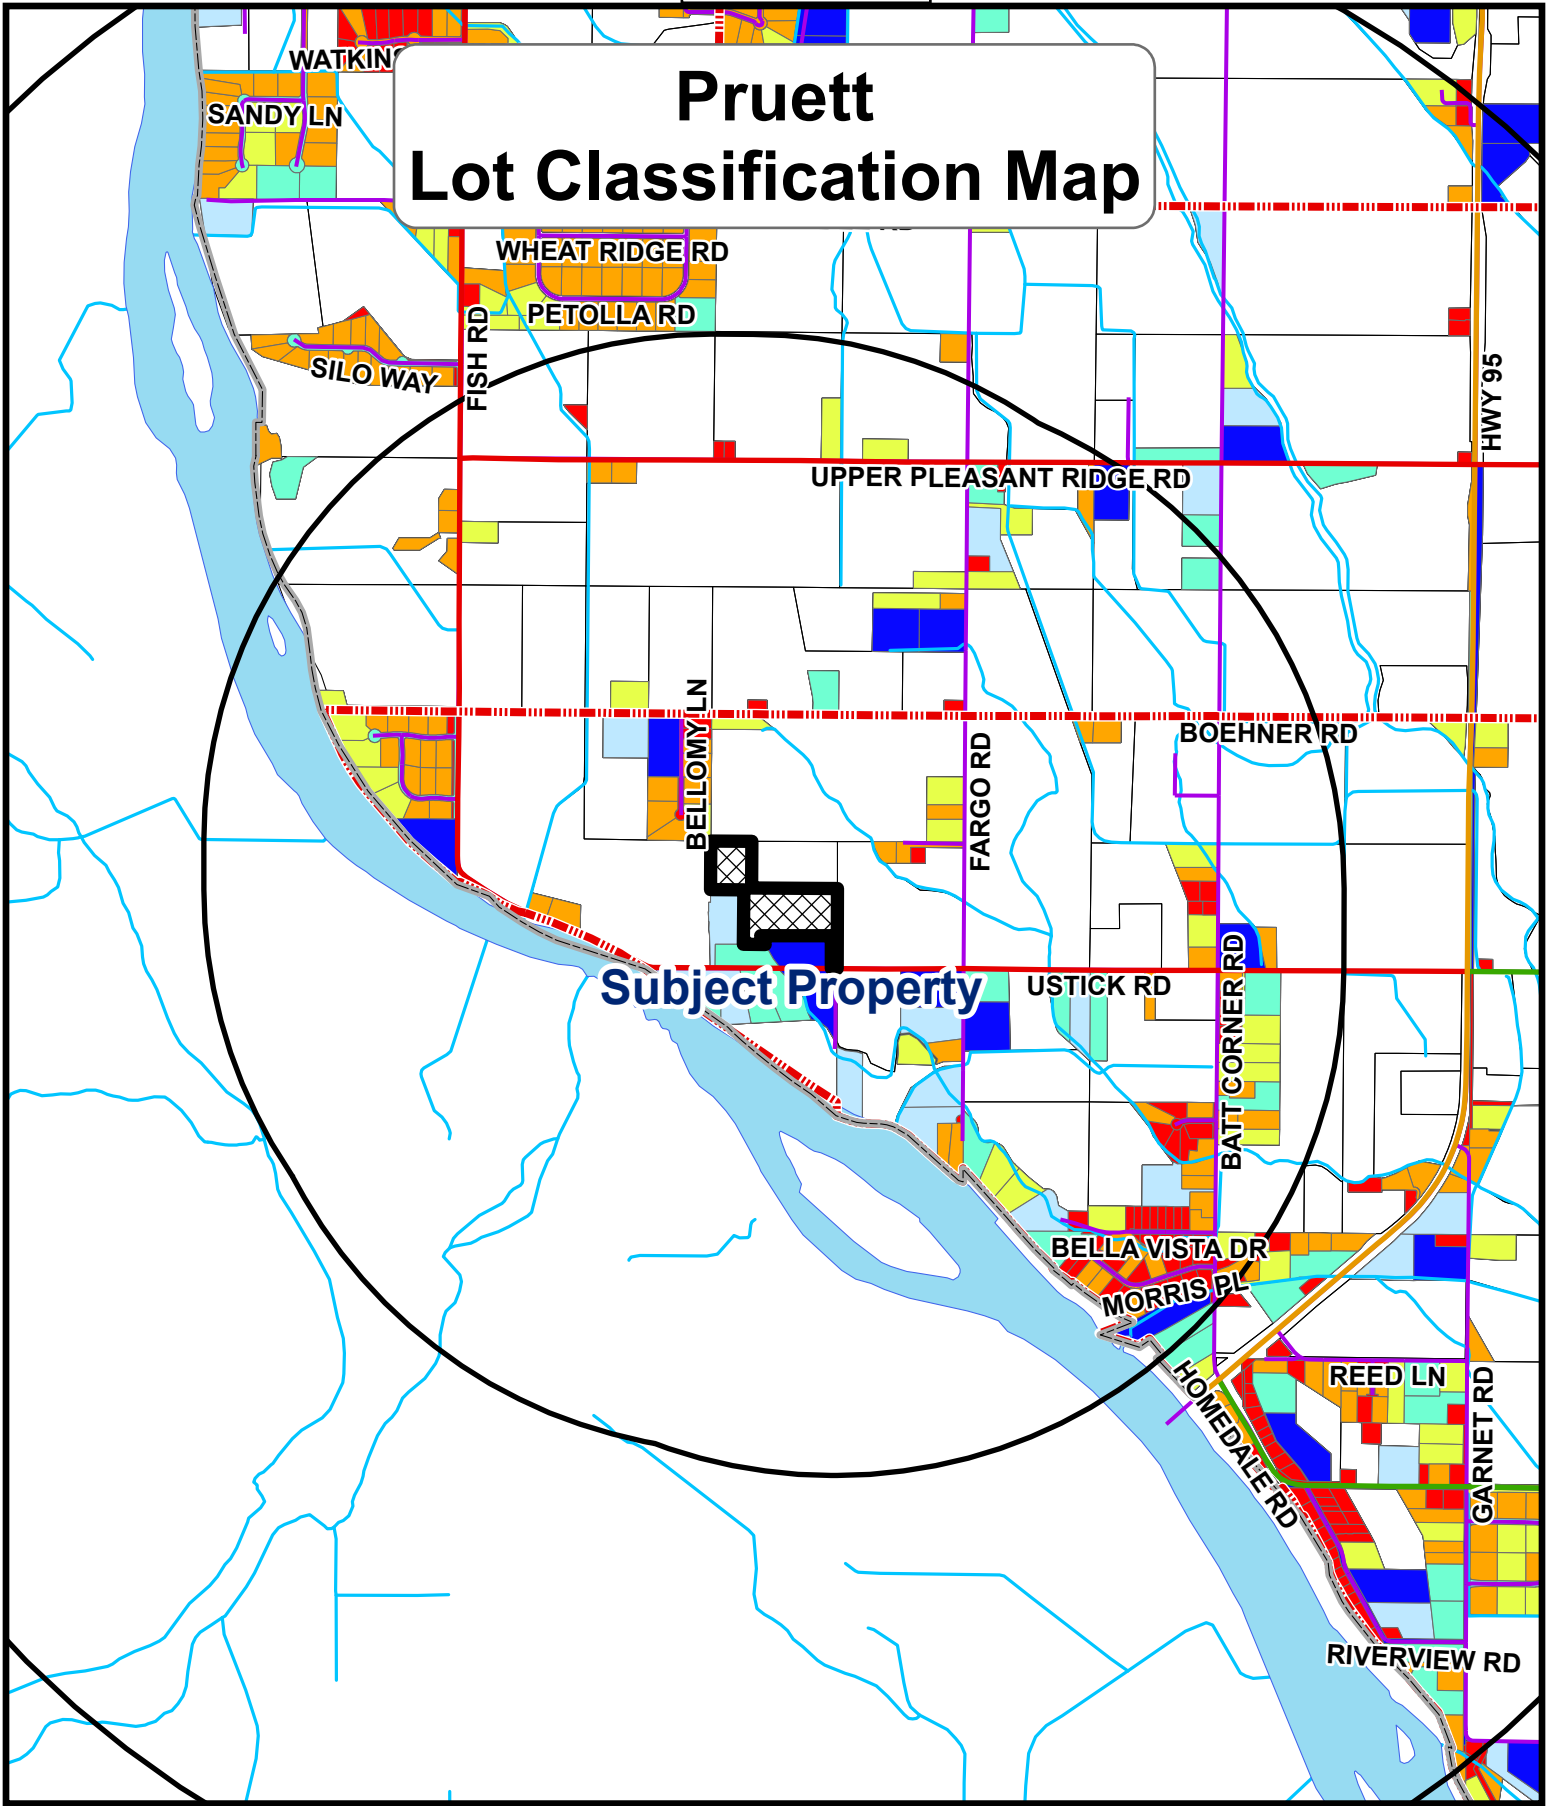 WATKINS
SANDY LN
Pruett
Lot Classification Map
RD
WHEAT RIDGE RD
PETOLLA RD
FISH RD
SILO WAY
HWY 95
UPPER PLEASANT RIDGE RD
BELLOMY LN
BOEHNER RD
FARGO RD
Subject Property
USTICK RD
BATT CORNER RD
BELLA VISTA DR
MORRIS PL
HOMEDALE RD
REED LN
GARNET RD
RIVERVIEW RD